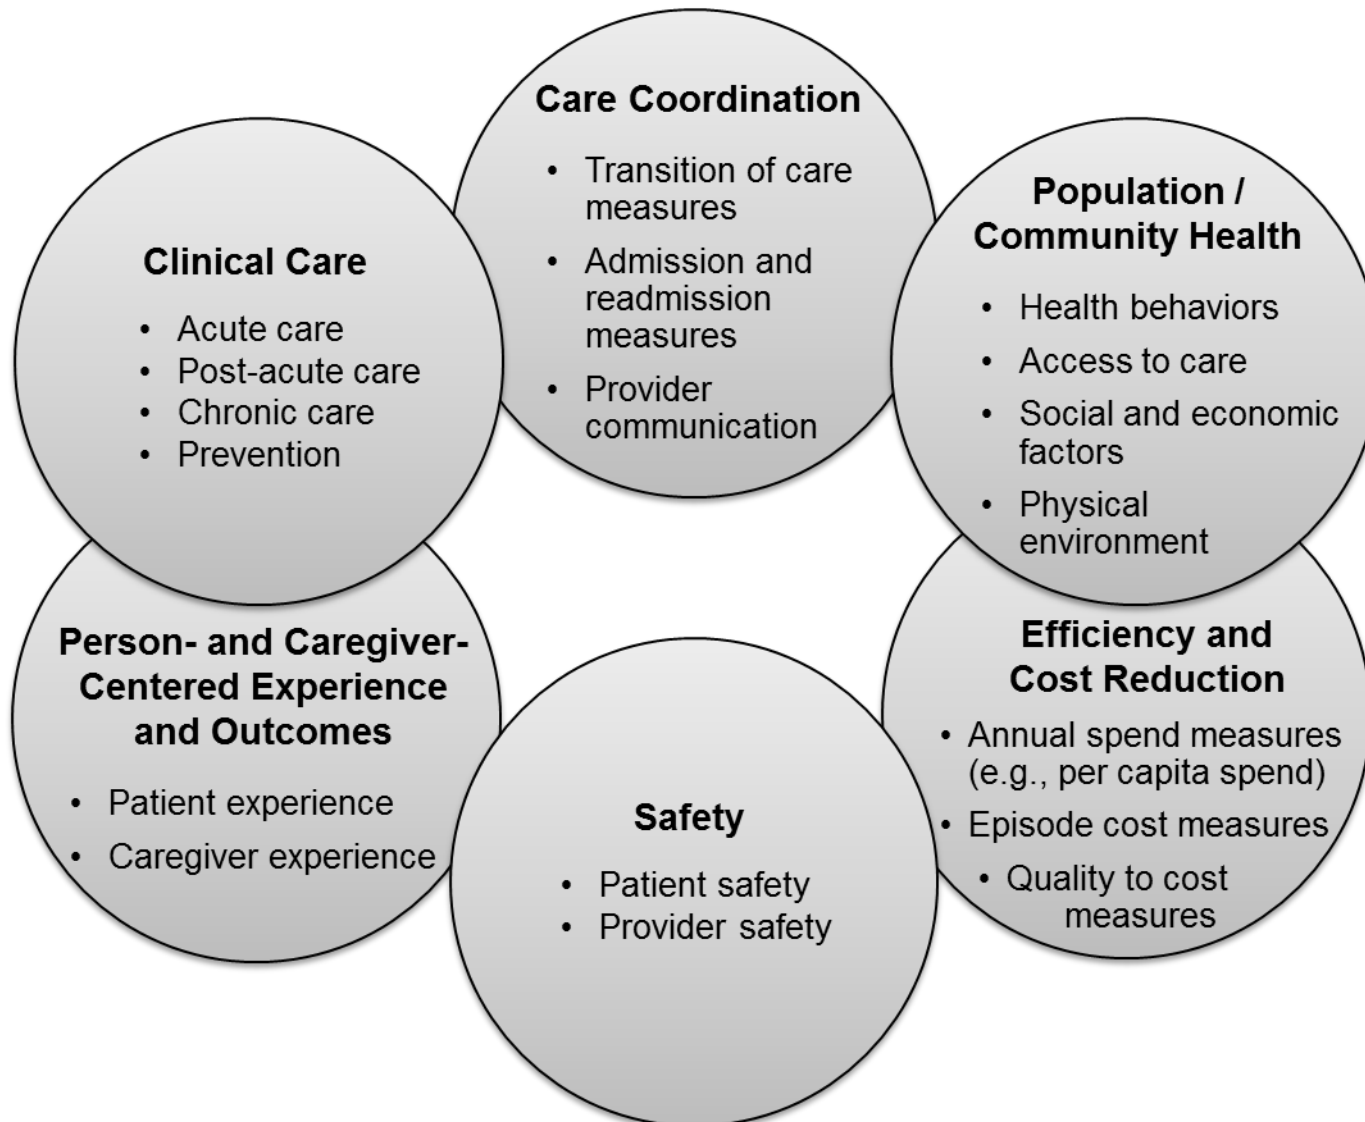 Care Coordination
• Transition of care
measures
• Admission and
readmission
measures
• Provider
communication
Population /
Community Health
• Health behaviors
• Access to care
• Social and economic
factors
• Physical
environment
Clinical Care
• Acute care
• Post-acute care
• Chronic care
• Prevention
Person- and Caregiver-
Centered Experience
and Outcomes
• Patient experience
• Caregiver experience
Safety
• Patient safety
• Provider safety
Efficiency and
Cost Reduction
• Annual spend measures
(e.g., per capita spend)
• Episode cost measures
• Quality to cost
measures